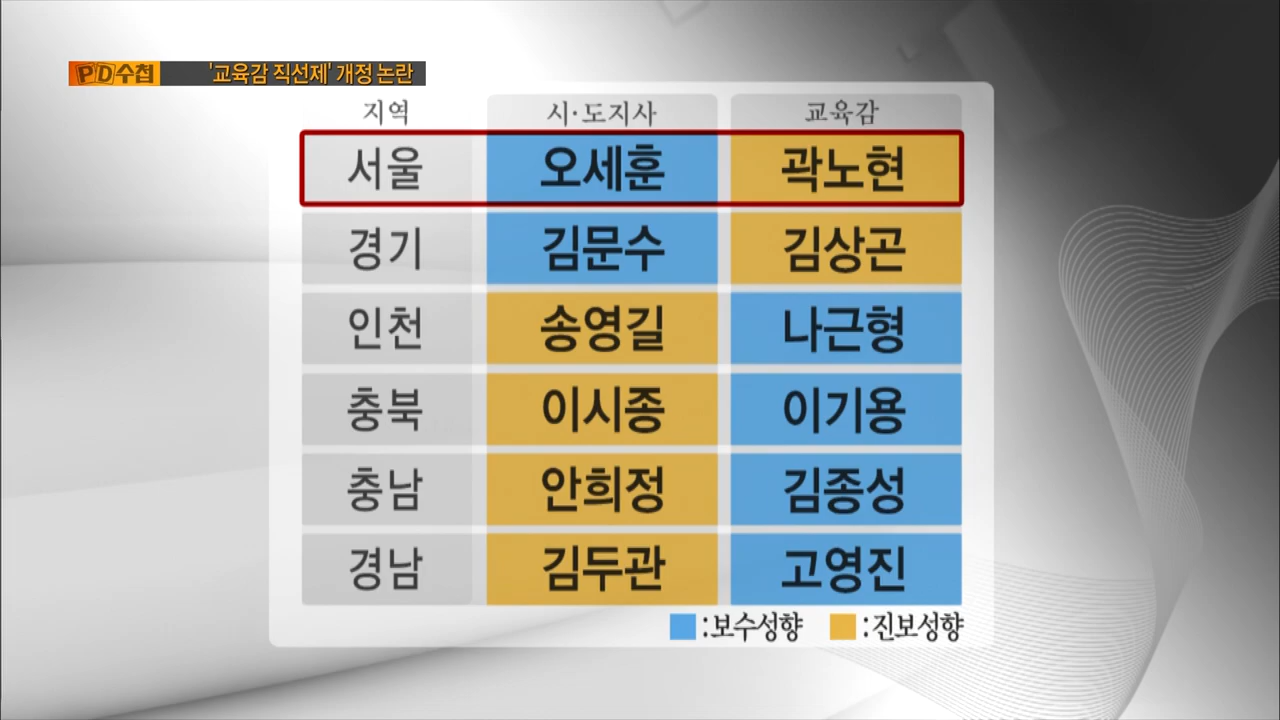 PD수첩 '교육감 직선제' 개정 논란
지역 시·도지사 교육감
서울 오세훈 곽노현
경기 김문수 김상곤
인천 송영길 나근형
충북 이시종 이기용
충남 안희정 김종성
경남 김두관 고영진
:보수성향 :진보성향